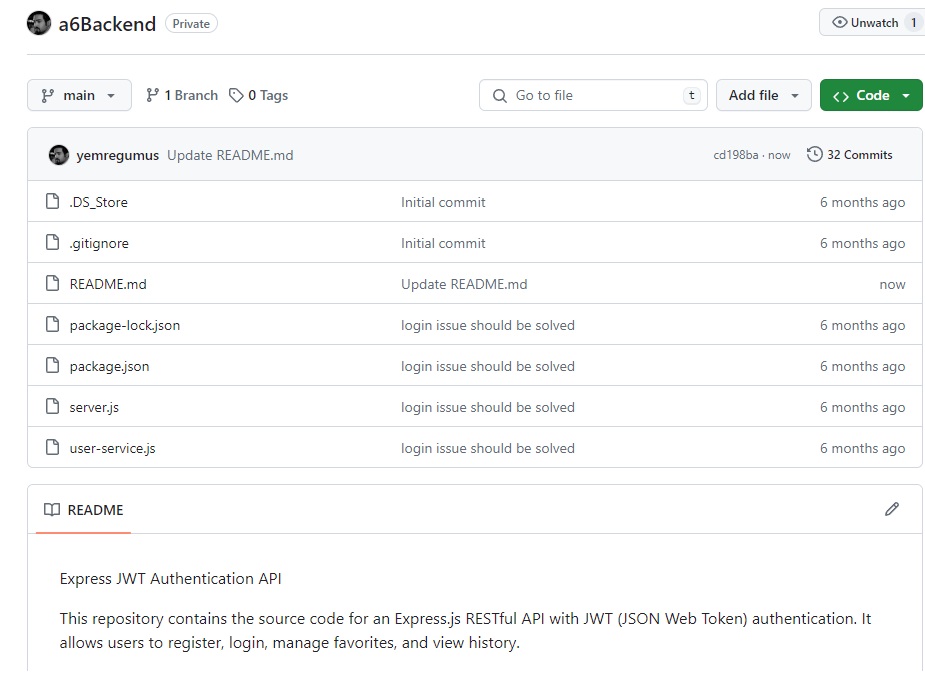 a6Backend Private Unwatch 1
main 1 Branch 0 Tags Go to file t Add file Code
yemregumus Update README.md cd198ba · now 32 Commits
.DS_Store Initial commit 6 months ago
.gitignore Initial commit 6 months ago
README.md Update README.md now
package-lock.json login issue should be solved 6 months ago
package.json login issue should be solved 6 months ago
server.js login issue should be solved 6 months ago
user-service.js login issue should be solved 6 months ago
README
Express JWT Authentication API
This repository contains the source code for an Express.js RESTful API with JWT (JSON Web Token) authentication. It
allows users to register, login, manage favorites, and view history.